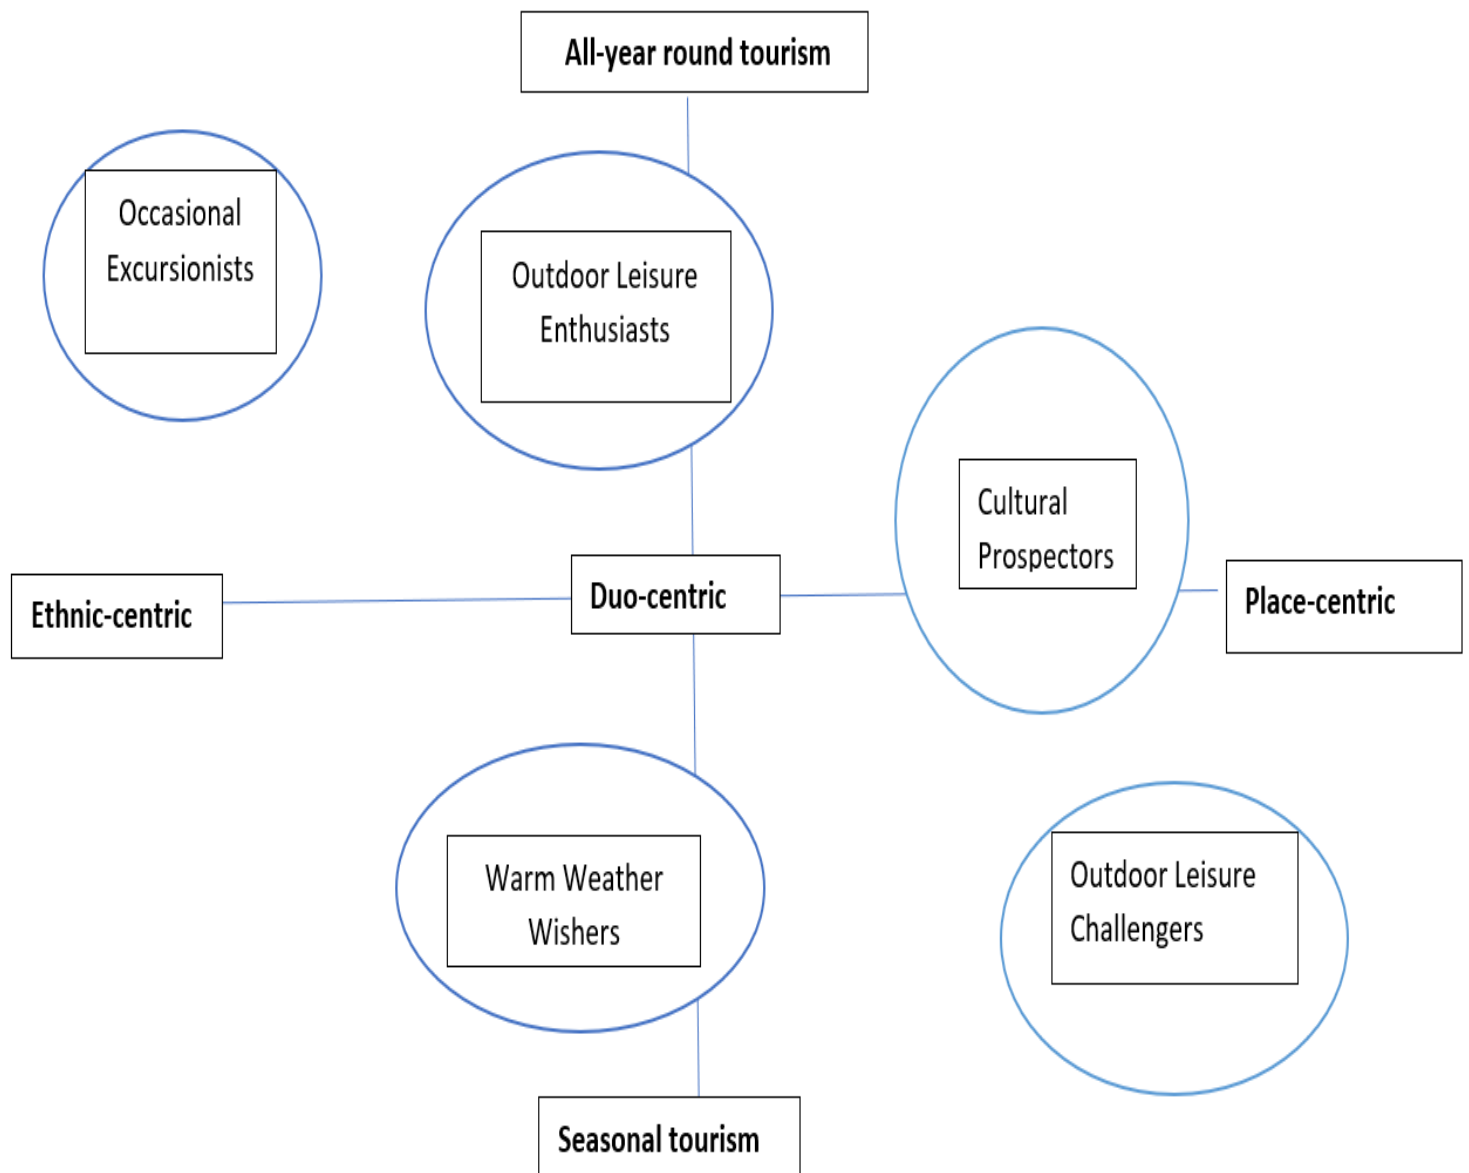 All-year round tourism
Occasional
Excursionists
Outdoor Leisure
Enthusiasts
Cultural
Prospectors
Ethnic-centric
Duo-centric
Place-centric
Warm Weather
Wishers
Outdoor Leisure
Challengers
Seasonal tourism